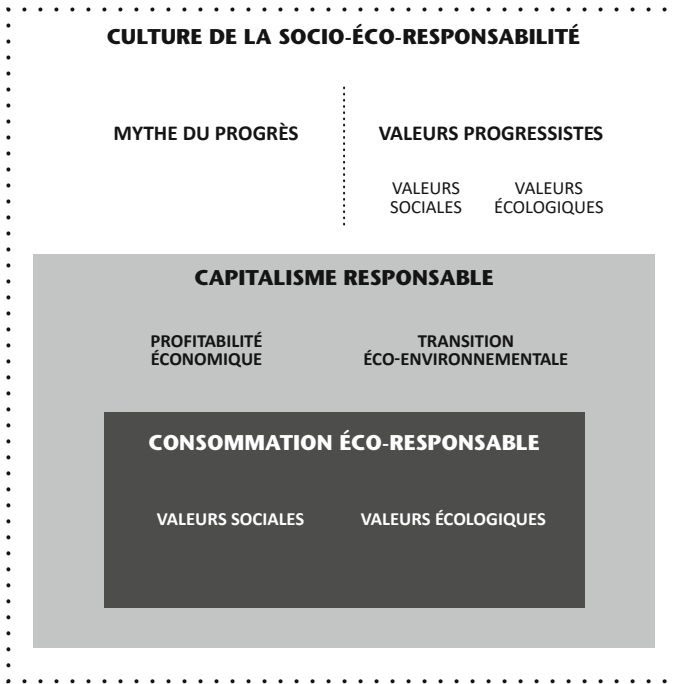 CULTURE DE LA SOCIO-ÉCO-RESPONSABILITÉ
MYTHE DU PROGRÈS
VALEURS PROGRESSISTES
VALEURS
SOCIALES
VALEURS
ÉCOLOGIQUES
CAPITALISME RESPONSABLE
PROFITABILITÉ
ÉCONOMIQUE
TRANSITION
ÉCO-ENVIRONNEMENTALE
CONSOMMATION ÉCO-RESPONSABLE
VALEURS SOCIALES
VALEURS ÉCOLOGIQUES